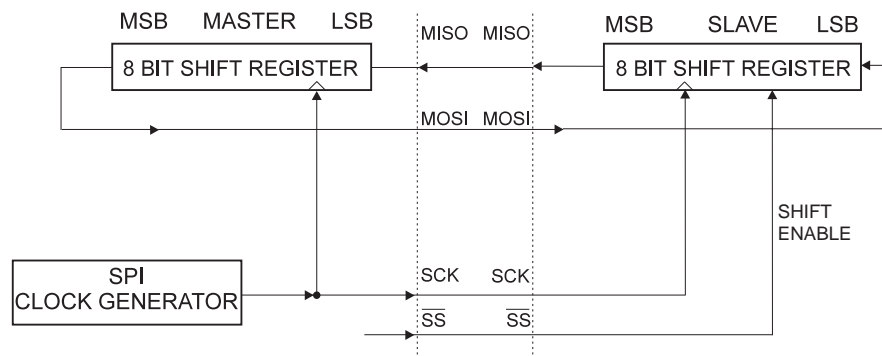 MSB MASTER LSB
MISO MISO
MSB SLAVE LSB
8 BIT SHIFT REGISTER
8 BIT SHIFT REGISTER
MOSI MOSI
SHIFT
ENABLE
SPI
CLOCK GENERATOR
SCK SCK
SS SS